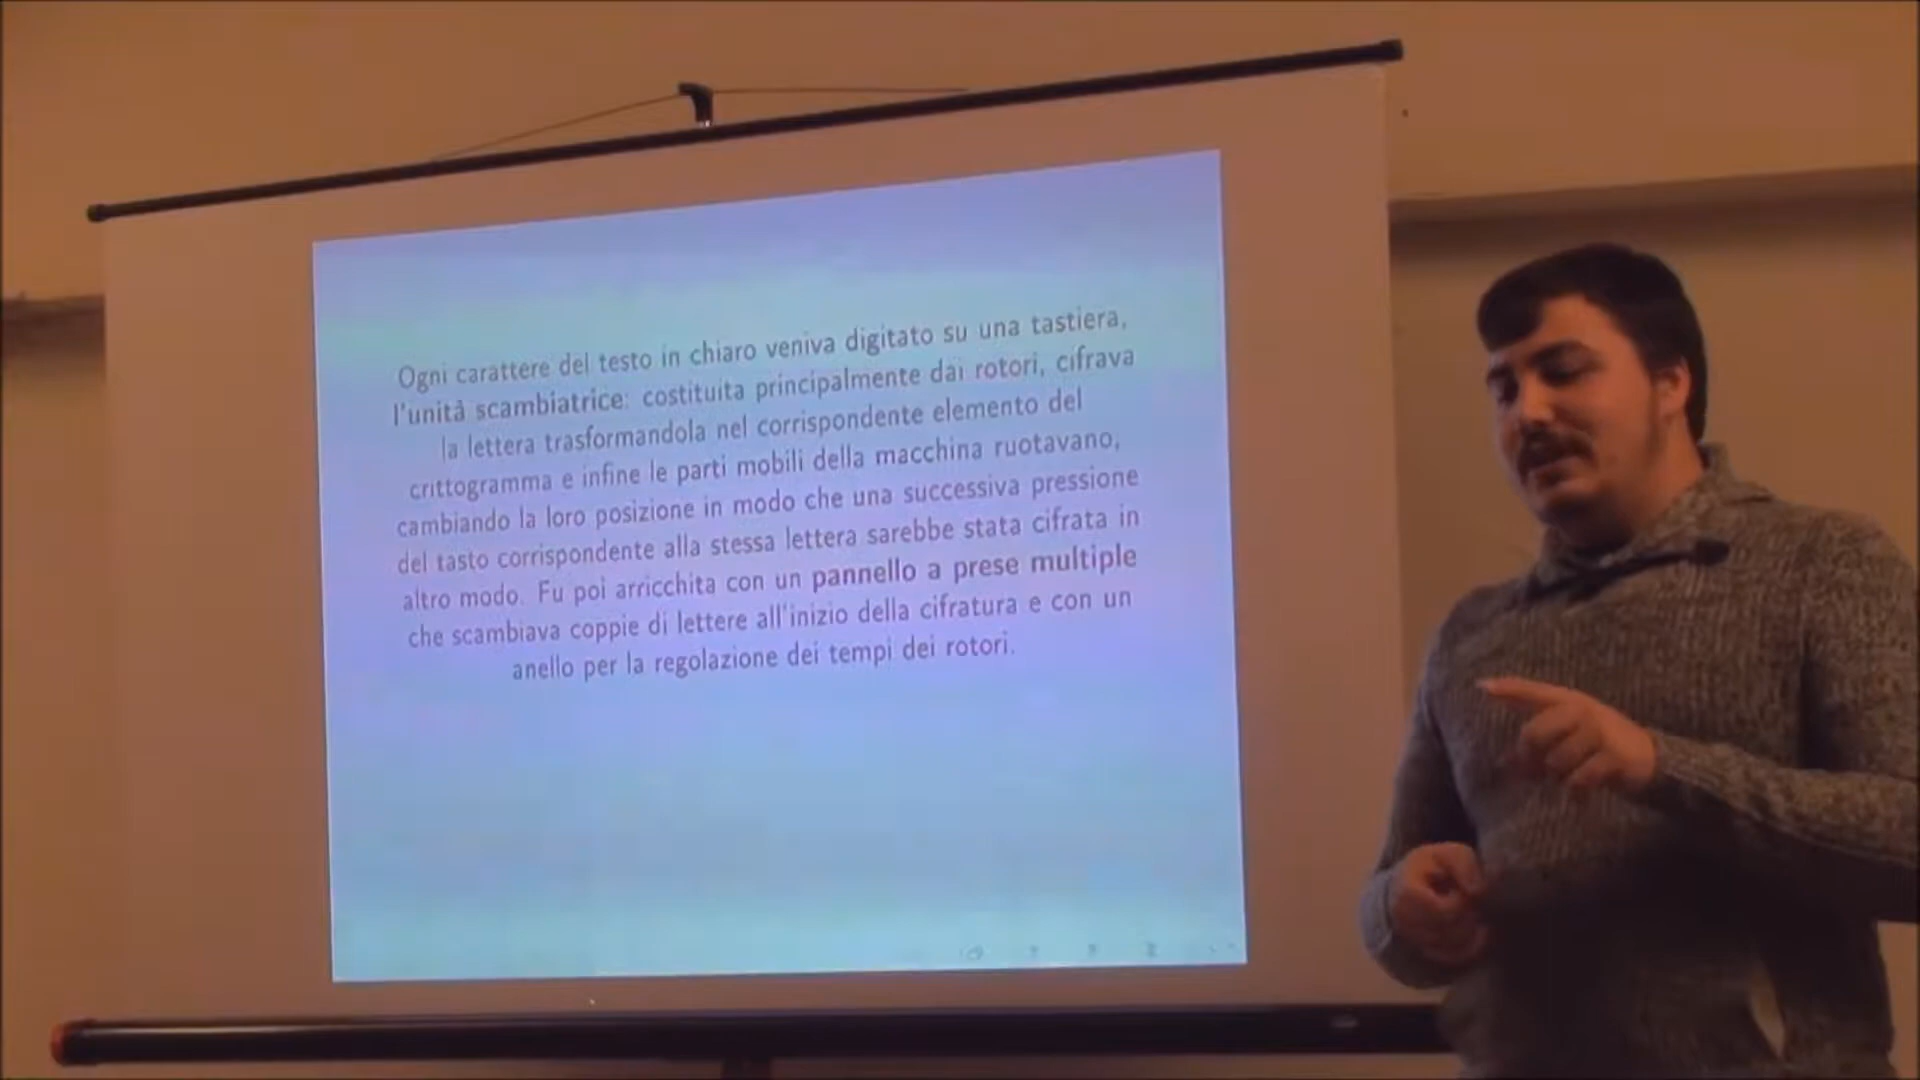 Ogni carattere del testo in chiaro veniva digitato su una tastiera,
l'unità scambiatrice: costituita principalmente dai rotori, cifrava
la lettera trasformandola nel corrispondente elemento del
crittogramma e infine le parti mobili della macchina ruotavano,
cambiando la loro posizione in modo che una successiva pressione
del tasto corrispondente alla stessa lettera sarebbe stata cifrata in
altro modo. Fu poi arricchita con un pannello a prese multiple
che scambiava coppie di lettere all'inizio della cifratura e con un
anello per la regolazione dei tempi dei rotori.